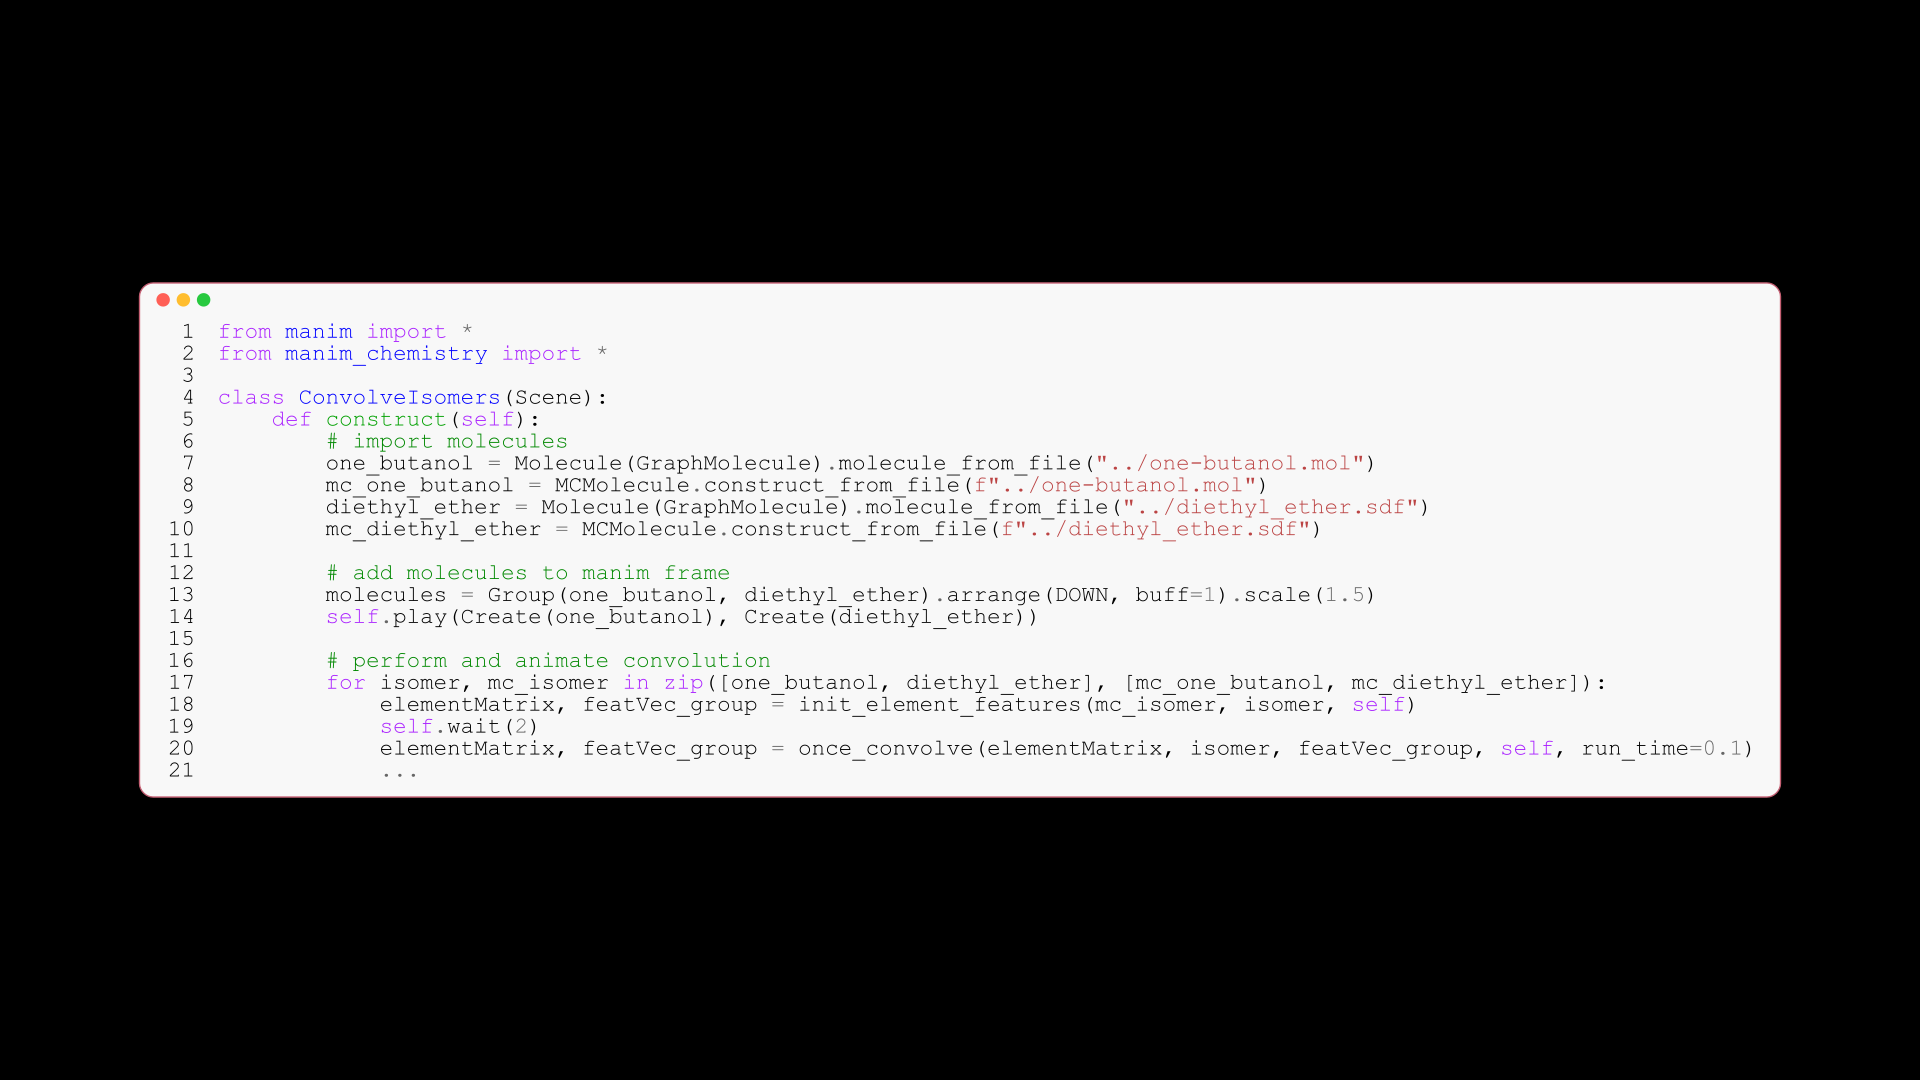 1 from manim import *
2 from manim_chemistry import *
3
4 class ConvolveIsomers(Scene):
5     def construct(self):
6         # import molecules
7         one_butanol = Molecule(GraphMolecule).molecule_from_file("../one-butanol.mol")
8         mc_one_butanol = MCMolecule.construct_from_file(f"../one-butanol.mol")
9         diethyl_ether = Molecule(GraphMolecule).molecule_from_file("../diethyl_ether.sdf")
10         mc_diethyl_ether = MCMolecule.construct_from_file(f"../diethyl_ether.sdf")
11
12         # add molecules to manim frame
13         molecules = Group(one_butanol, diethyl_ether).arrange(DOWN, buff=1).scale(1.5)
14         self.play(Create(one_butanol), Create(diethyl_ether))
15
16         # perform and animate convolution
17         for isomer, mc_isomer in zip([one_butanol, diethyl_ether], [mc_one_butanol, mc_diethyl_ether]):
18             elementMatrix, featVec_group = init_element_features(mc_isomer, isomer, self)
19             self.wait(2)
20             elementMatrix, featVec_group = once_convolve(elementMatrix, isomer, featVec_group, self, run_time=0.1)
21             ...